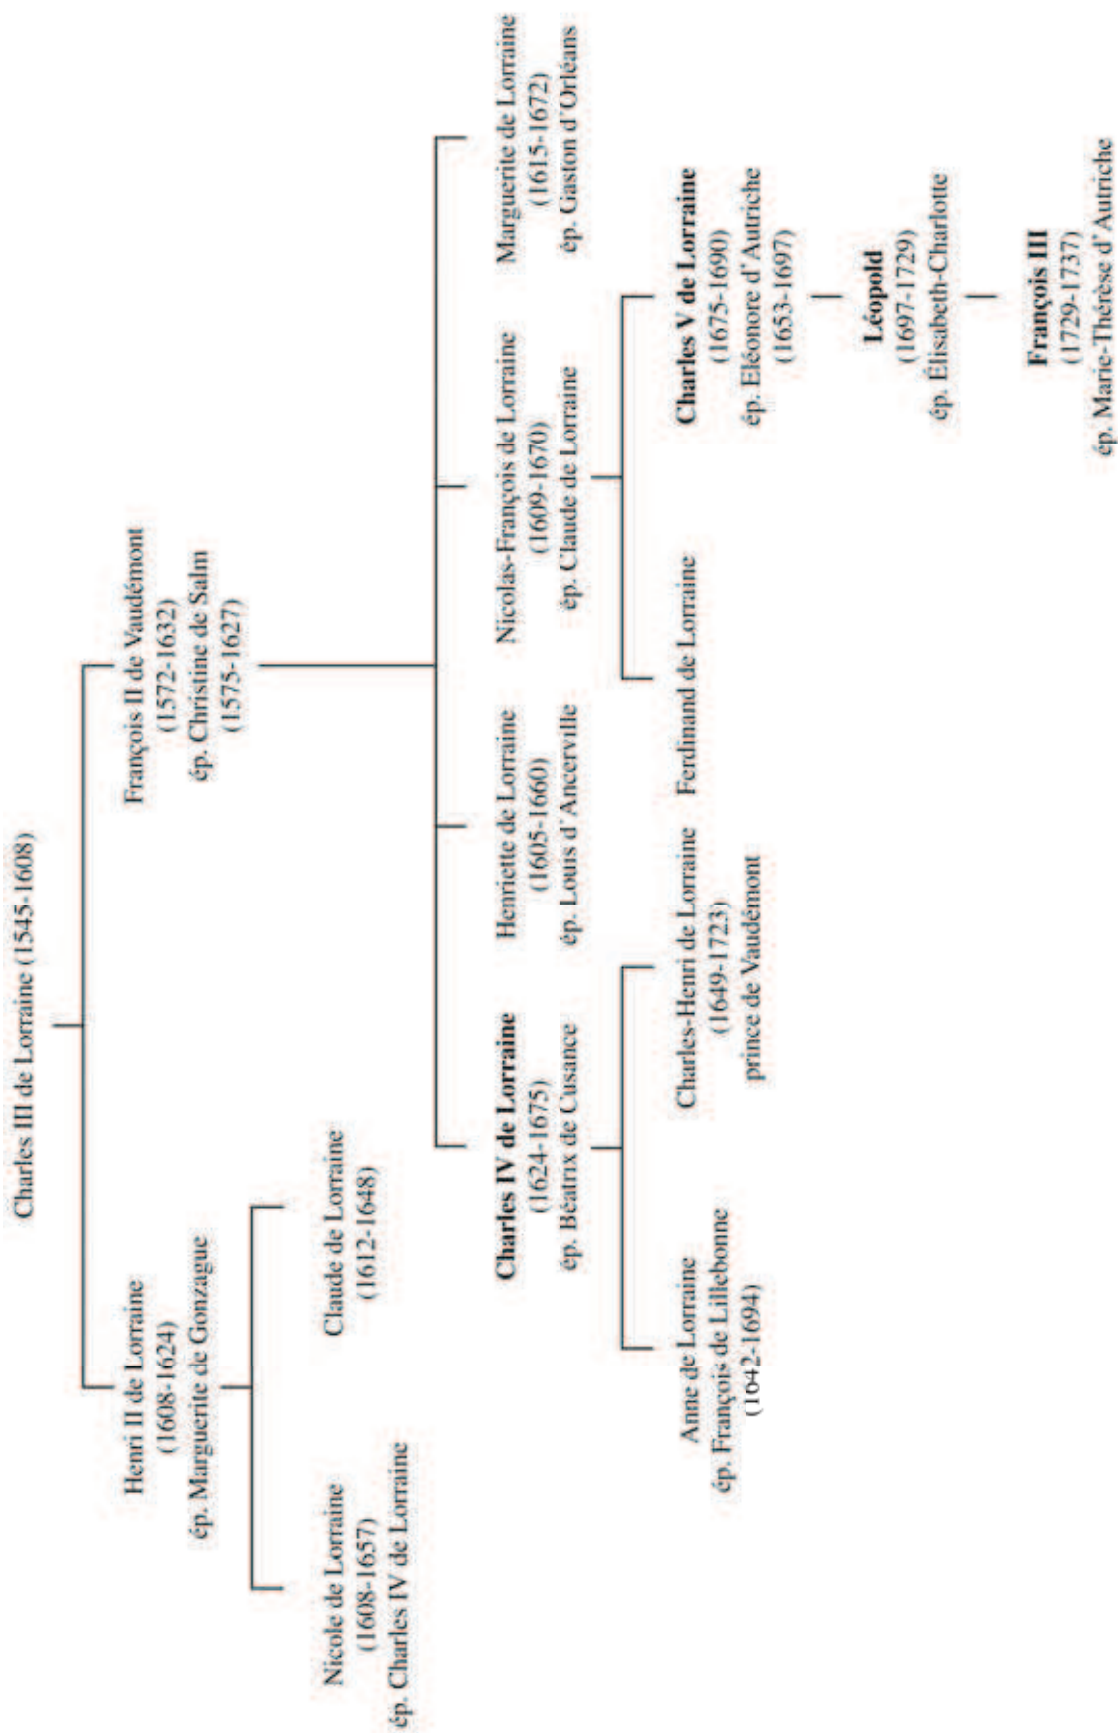 Charles III de Lorraine (1545-1608)
Henri II de Lorraine
(1608-1624)
ép. Marguerite de Gonzague
François II de Vaudémont
(1572-1632)
ép. Christine de Salm
(1575-1627)
Nicole de Lorraine
(1608-1657)
ép. Charles IV de Lorraine
Claude de Lorraine
(1612-1648)
Charles IV de Lorraine
(1624-1675)
ép. Béatrix de Cusance
Henriette de Lorraine
(1605-1660)
ép. Louis d'Ancerville
Nicolas-François de Lorraine
(1609-1670)
ép. Claude de Lorraine
Marguerite de Lorraine
(1615-1672)
ép. Gaston d'Orléans
Anne de Lorraine
ép. François de Lillebonne
(1642-1694)
Charles-Henri de Lorraine
(1649-1723)
prince de Vaudémont
Ferdinand de Lorraine
Charles V de Lorraine
(1675-1690)
ép. Eléonore d'Autriche
(1653-1697)
Léopold
(1697-1729)
ép. Élisabeth-Charlotte
François III
(1729-1737)
ép. Marie-Thérèse d'Autriche